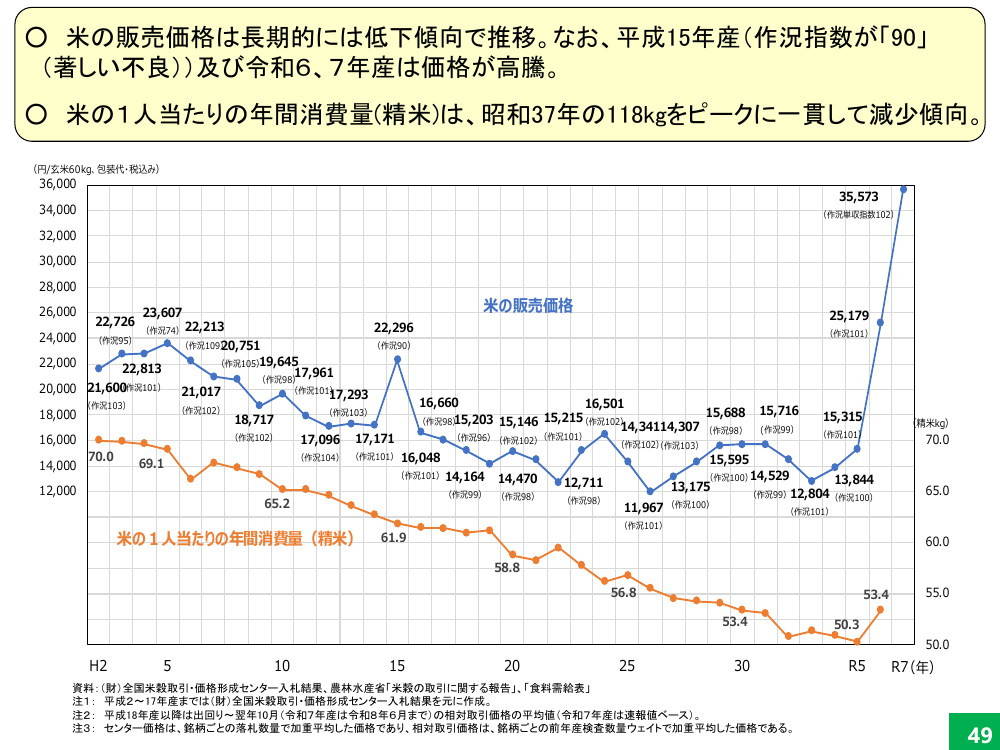 ○　米の販売価格は長期的には低下傾向で推移。なお、平成15年産（作況指数が「90」
（著しい不良））及び令和６、７年産は価格が高騰。
○　米の１人当たりの年間消費量(精米)は、昭和37年の118kgをピークに一貫して減少傾向。
（円/玄米60kg、包装代・税込み）
36,000
34,000
32,000
30,000
28,000
26,000
24,000
22,000
20,000
18,000
16,000
14,000
12,000
米の販売価格
21,600
（作況103）
22,726
（作況95）
22,813
（作況101）
23,607
（作況74）
22,213
（作況109）
21,017
（作況102）
20,751
（作況105）
18,717
（作況102）
19,645
（作況98）
17,961
（作況101）
17,096
（作況104）
17,293
（作況103）
17,171
（作況101）
22,296
（作況90）
16,660
（作況98）
16,048
（作況101）
15,203
（作況96）
14,164
（作況99）
15,146
（作況102）
14,470
（作況98）
15,215
（作況101）
12,711
（作況98）
16,501
（作況102）
14,341
（作況102）
11,967
（作況101）
14,307
（作況103）
13,175
（作況100）
15,688
（作況98）
15,595
（作況100）
15,716
（作況99）
14,529
（作況99）
12,804
（作況101）
15,315
（作況101）
13,844
（作況100）
25,179
（作況101）
35,573
（作況単収指数102）
（精米kg）
70.0
65.0
60.0
55.0
50.0
米の１人当たりの年間消費量（精米）
70.0
69.1
65.2
61.9
58.8
56.8
53.4
50.3
53.4
H2 5 10 15 20 25 30 R5 R7（年）
資料：（財）全国米穀取引・価格形成センター入札結果、農林水産省「米穀の取引に関する報告」、「食料需給表」
注１：　平成２～17年産までは（財）全国米穀取引・価格形成センター入札結果を元に作成。
注２：　平成18年産以降は出回り～翌年10月（令和７年産は令和８年６月まで）の相対取引価格の平均値（令和７年産は速報値ベース）。
注３：　センター価格は、銘柄ごとの落札数量で加重平均した価格であり、相対取引価格は、銘柄ごとの前年産検査数量ウェイトで加重平均した価格である。
49